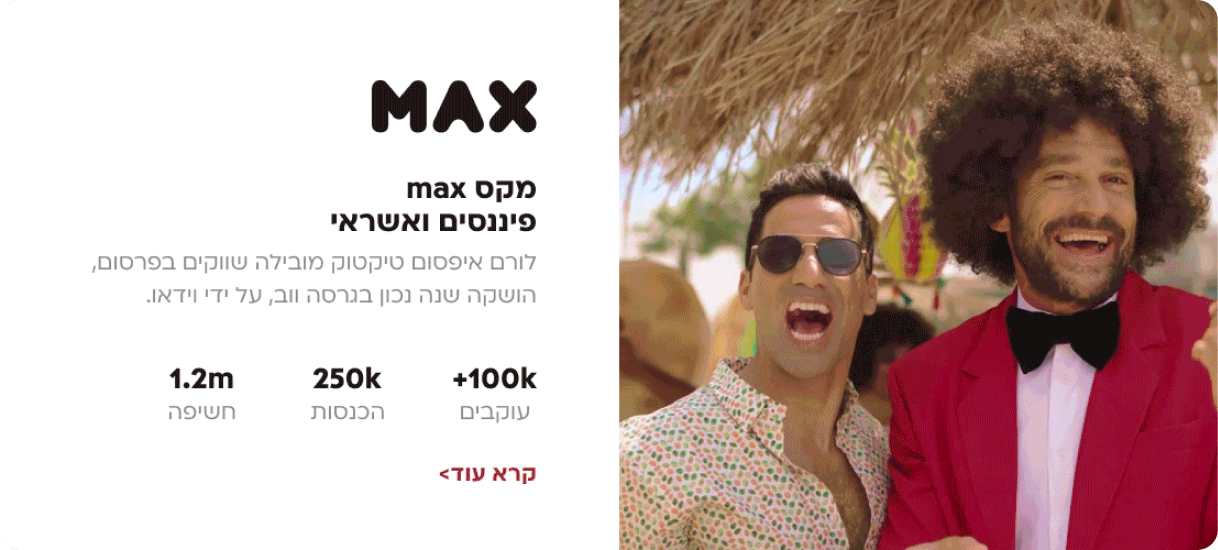 MAX
מקס max
פיננסים ואשראי
לורם איפסום טיקטוק מובילה שווקים בפרסום,
הושקה שנה נכון בגרסה ווב, על ידי וידאו.
+100k 250k 1.2m
עוקבים הכנסות חשיפה
קרא עוד>